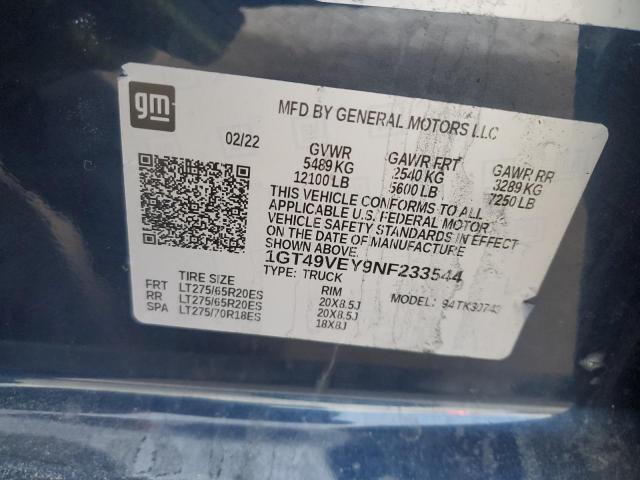 gm
MFD BY GENERAL MOTORS LLC
02/22
GVWR GAWR FRT GAWR RR
5489 KG 2540 KG 3289 KG
12100 LB 5600 LB 7250 LB
THIS VEHICLE CONFORMS TO ALL
APPLICABLE U.S. FEDERAL MOTOR
VEHICLE SAFETY STANDARDS IN EFFECT
ON THE DATE OF MANUFACTURE
SHOWN ABOVE.
1GT49VEY9NF233544
TYPE: TRUCK
TIRE SIZE RIM MODEL: 94TK30743
FRT LT275/65R20ES 20X8.5J
RR LT275/65R20ES 20X8.5J
SPA LT275/70R18ES 18X8J